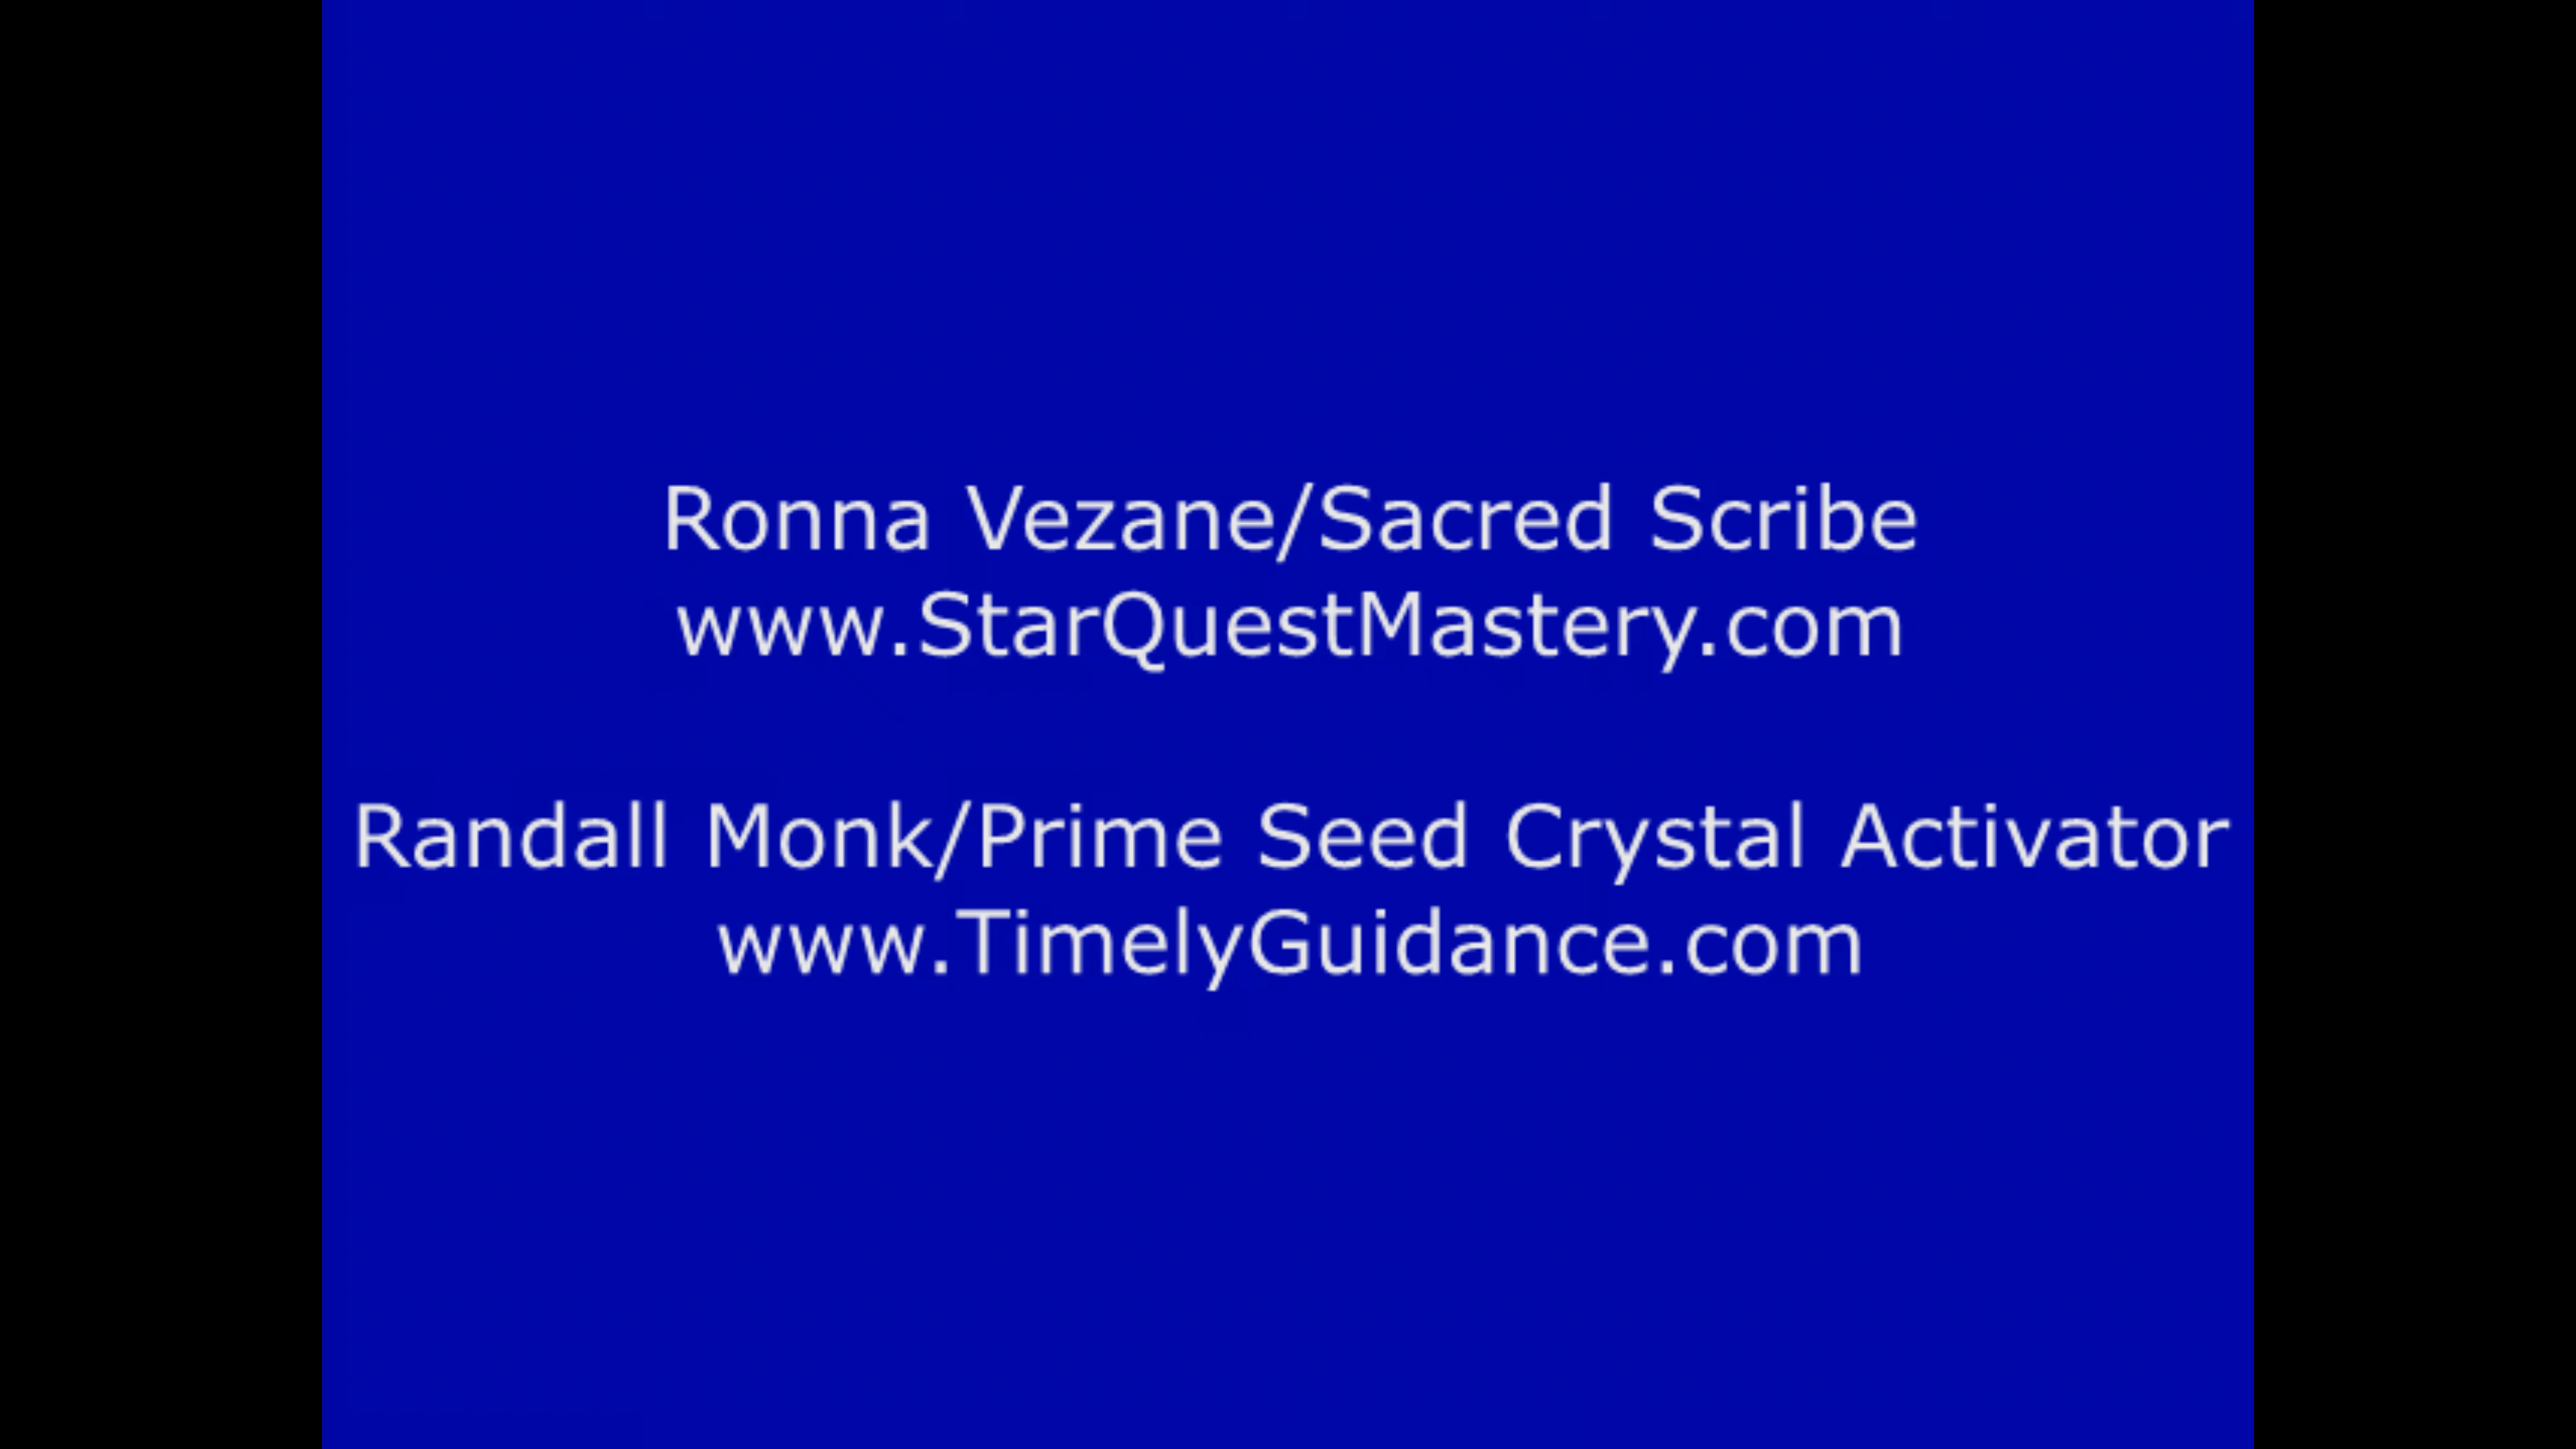 Ronna Vezane/Sacred Scribe
www.StarQuestMastery.com
Randall Monk/Prime Seed Crystal Activator
www.TimelyGuidance.com